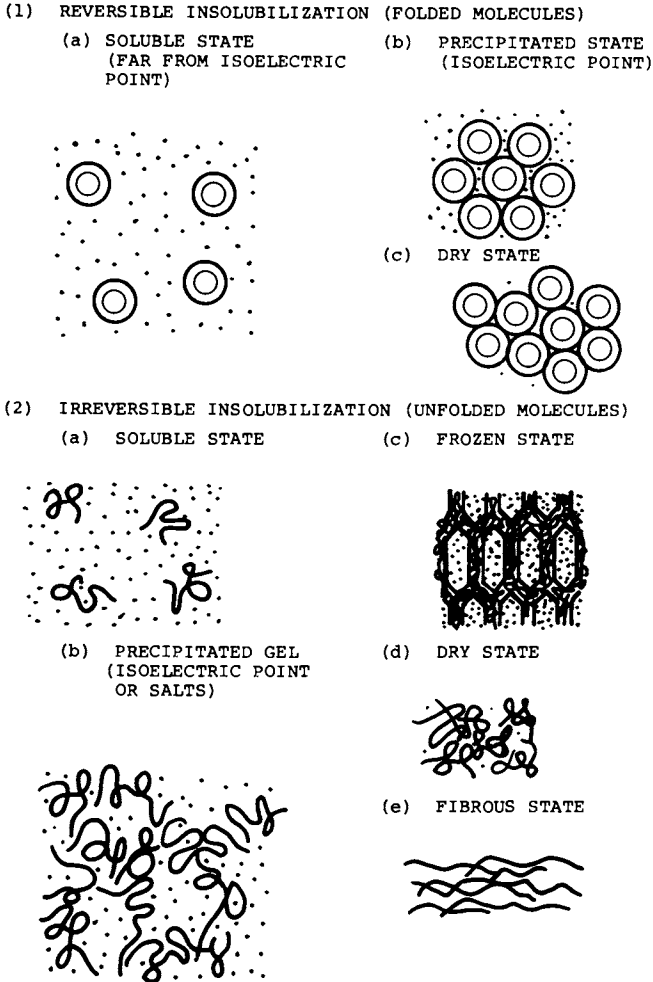 (1) REVERSIBLE INSOLUBILIZATION (FOLDED MOLECULES)
(a) SOLUBLE STATE
(FAR FROM ISOELECTRIC
POINT)
(b) PRECIPITATED STATE
(ISOELECTRIC POINT)
(c) DRY STATE
(2) IRREVERSIBLE INSOLUBILIZATION (UNFOLDED MOLECULES)
(a) SOLUBLE STATE
(c) FROZEN STATE
(b) PRECIPITATED GEL
(ISOELECTRIC POINT
OR SALTS)
(d) DRY STATE
(e) FIBROUS STATE